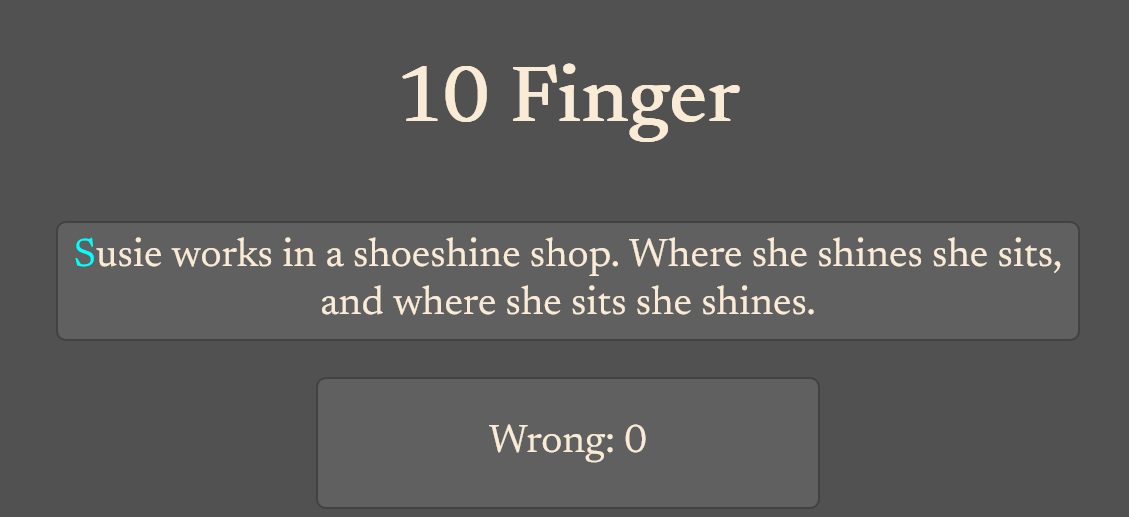 10 Finger
Susie works in a shoeshine shop. Where she shines she sits,
and where she sits she shines.
Wrong: 0